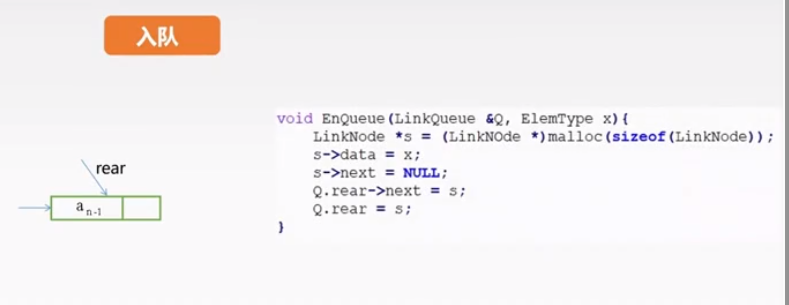 入队
void EnQueue(LinkQueue &Q, ElemType x){
LinkNode *s = (LinkNOde *)malloc(sizeof(LinkNode));
s->data = x;
s->next = NULL;
Q.rear->next = s;
Q.rear = s;
}
rear
a n-1